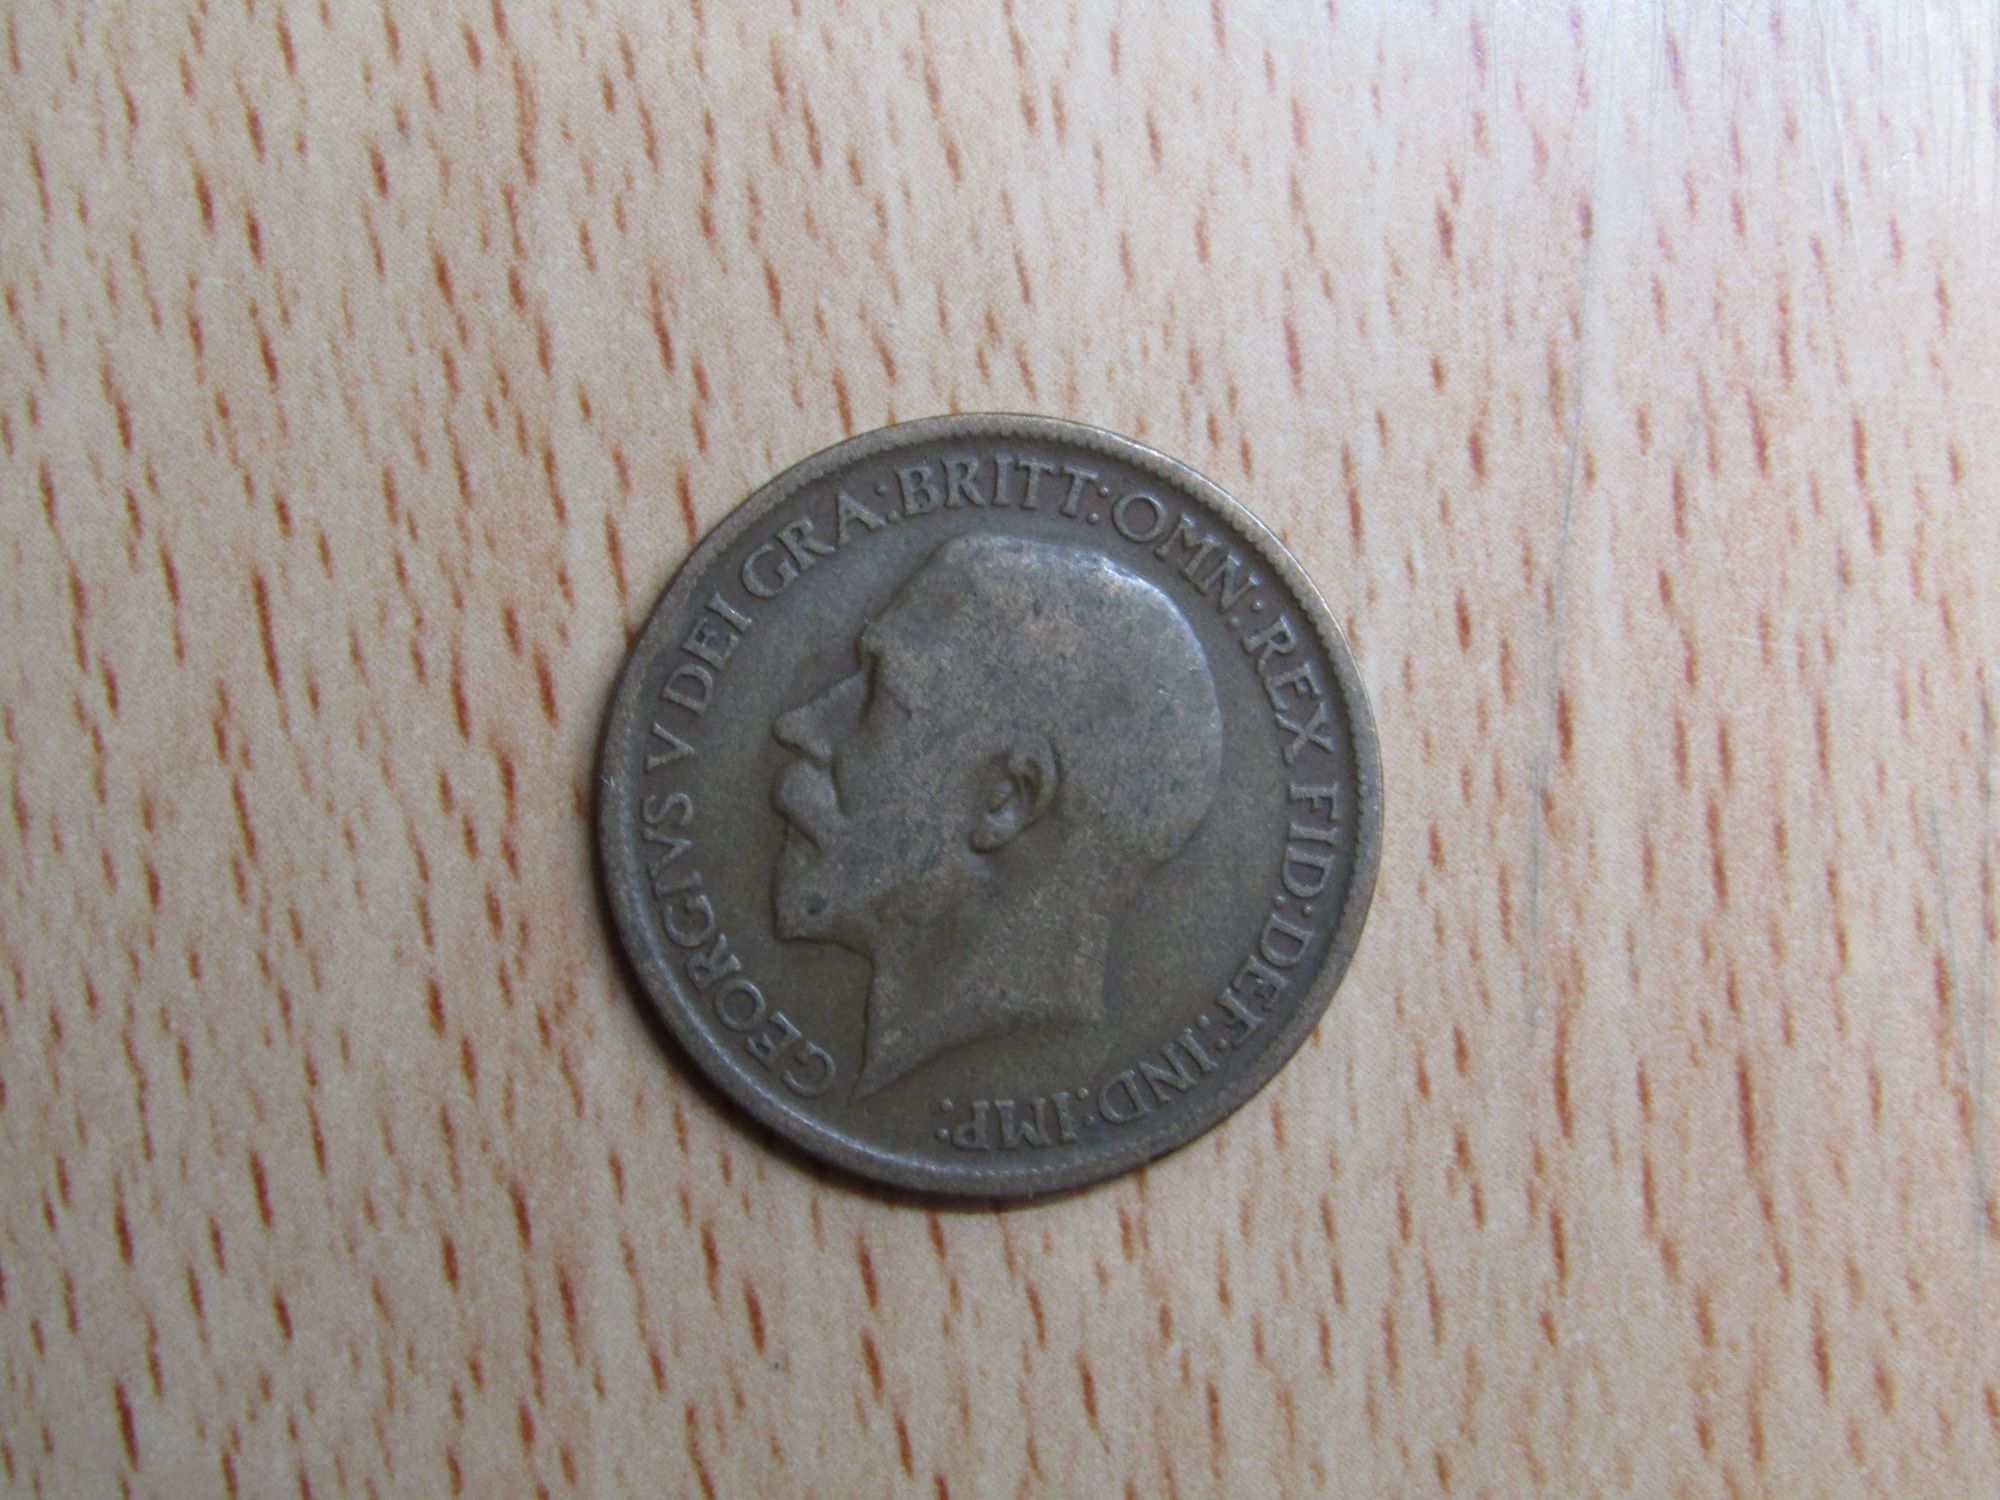 GEORGIVS V DEI GRA:BRITT:OMN:REX FID:DEF:IND:IMP: